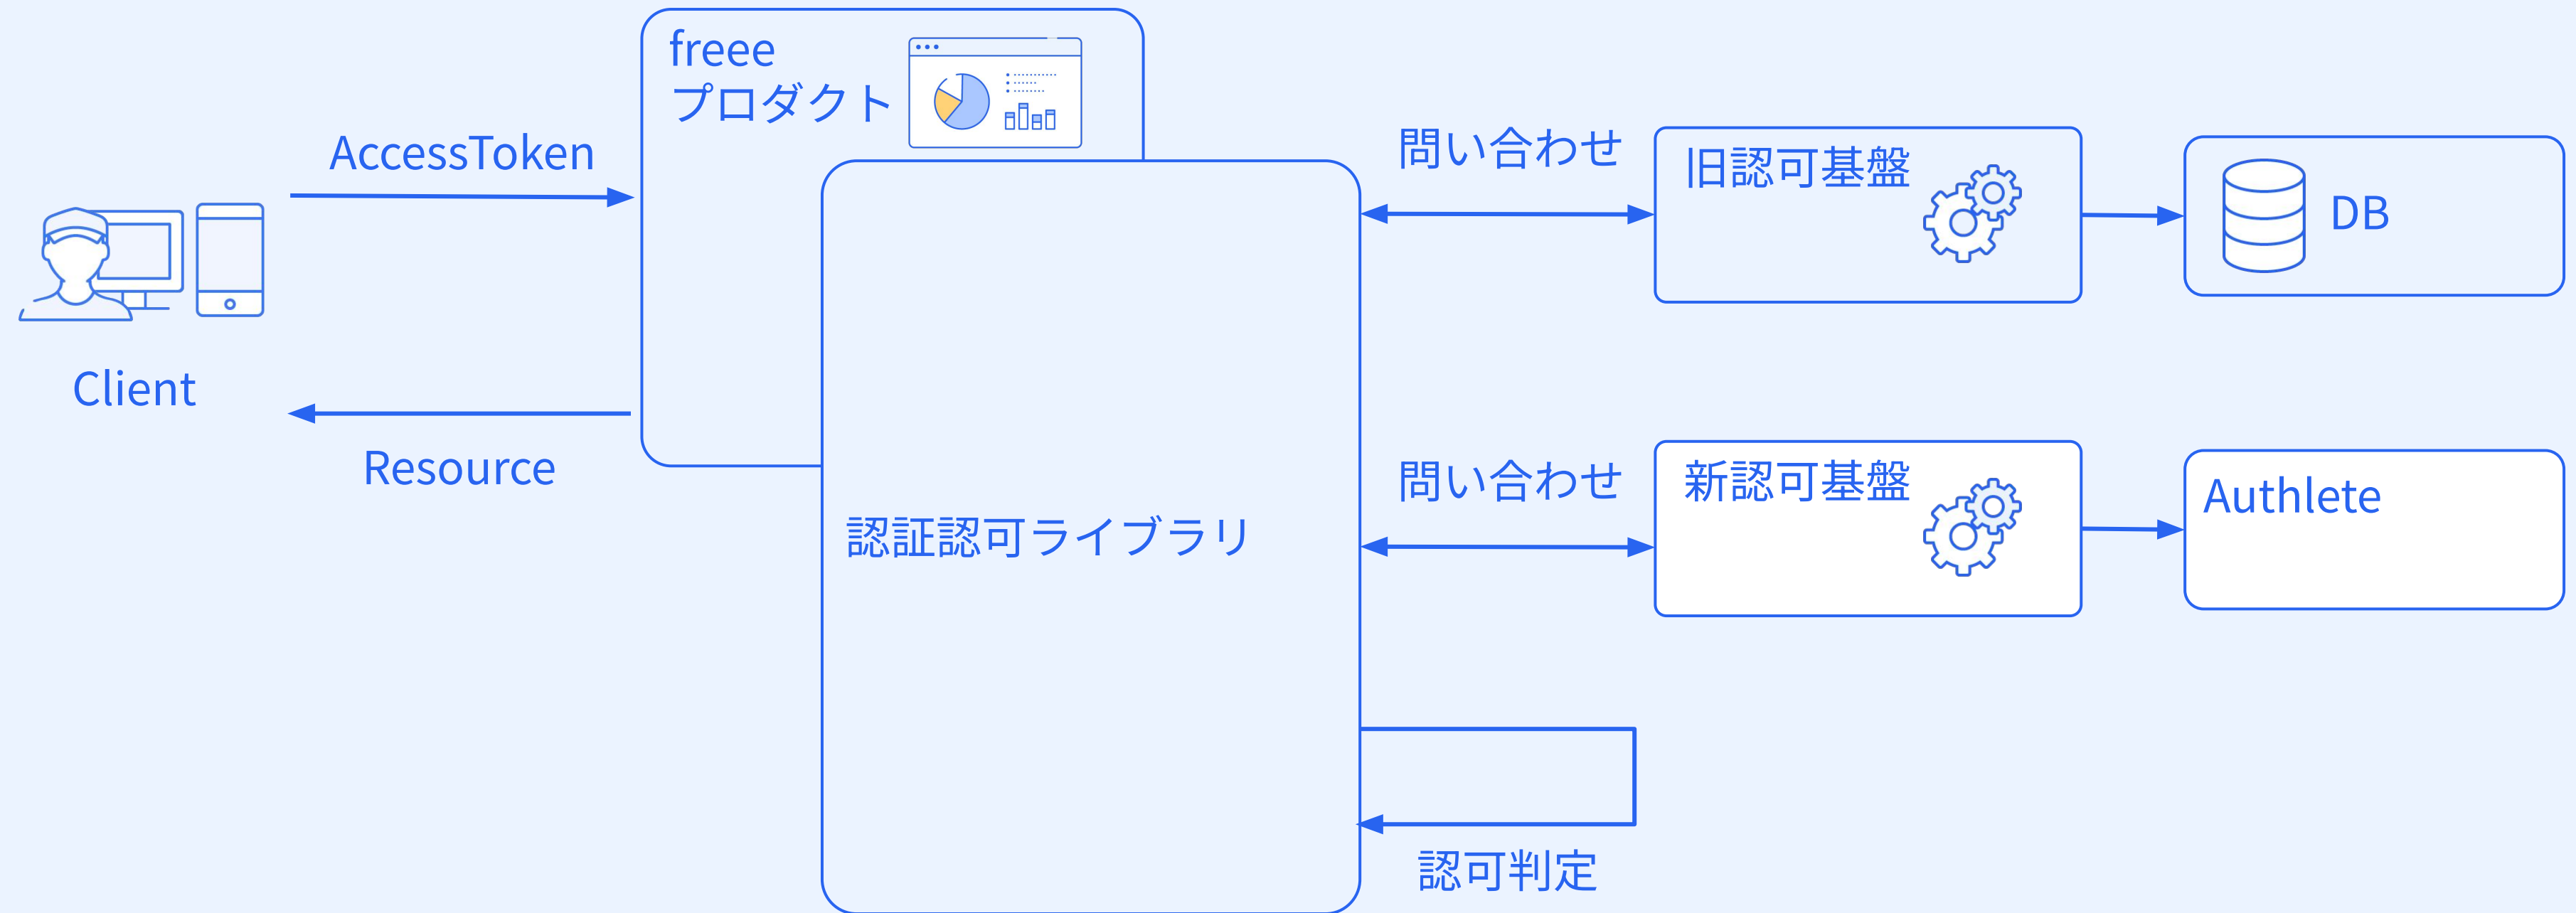 freee
プロダクト
AccessToken
Client
Resource
認証認可ライブラリ
問い合わせ
旧認可基盤
DB
問い合わせ
新認可基盤
Authlete
認可判定